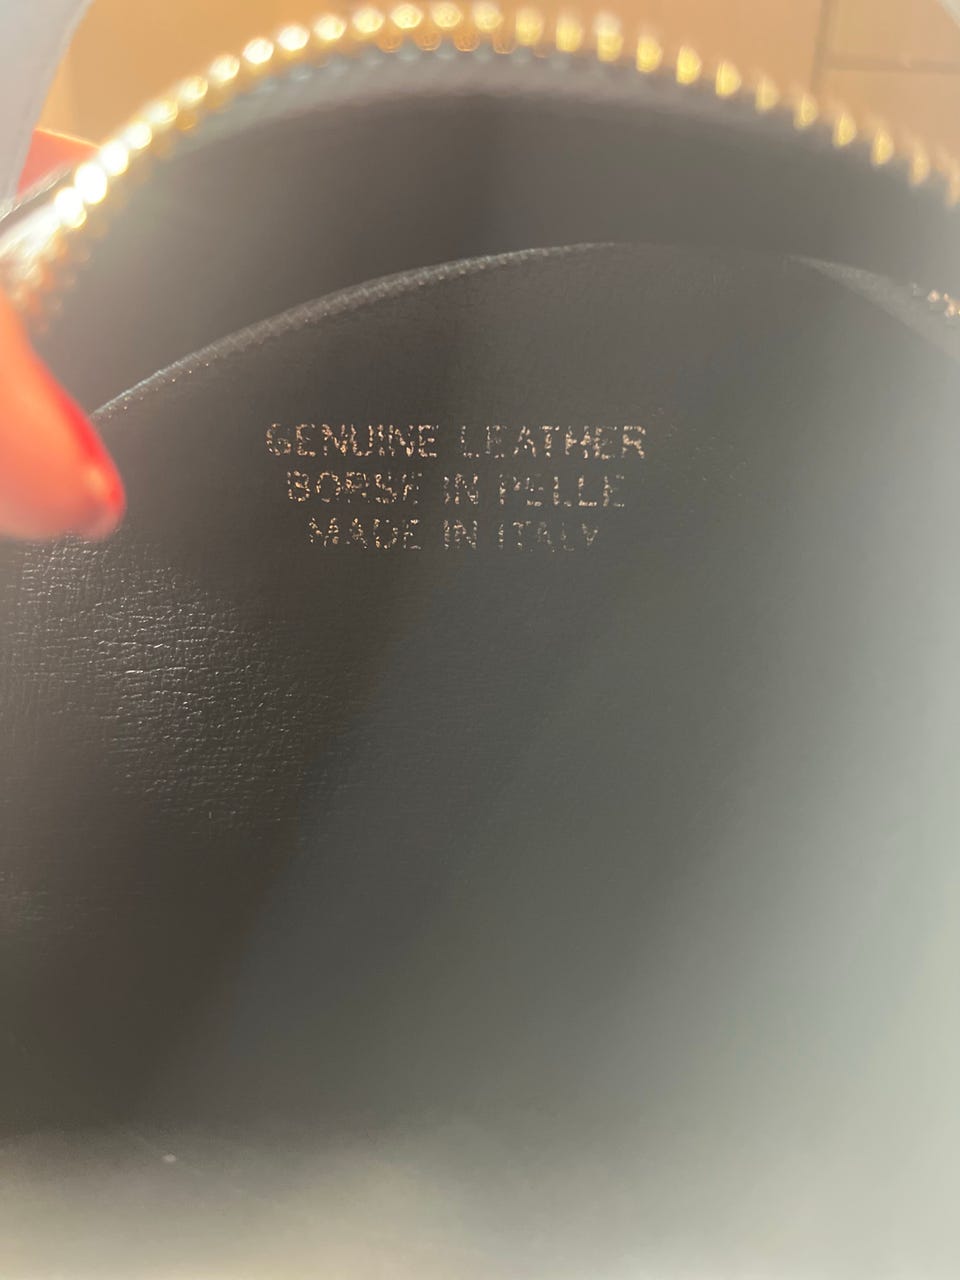 GENUINE LEATHER
BORSE IN PELLE
MADE IN ITALY